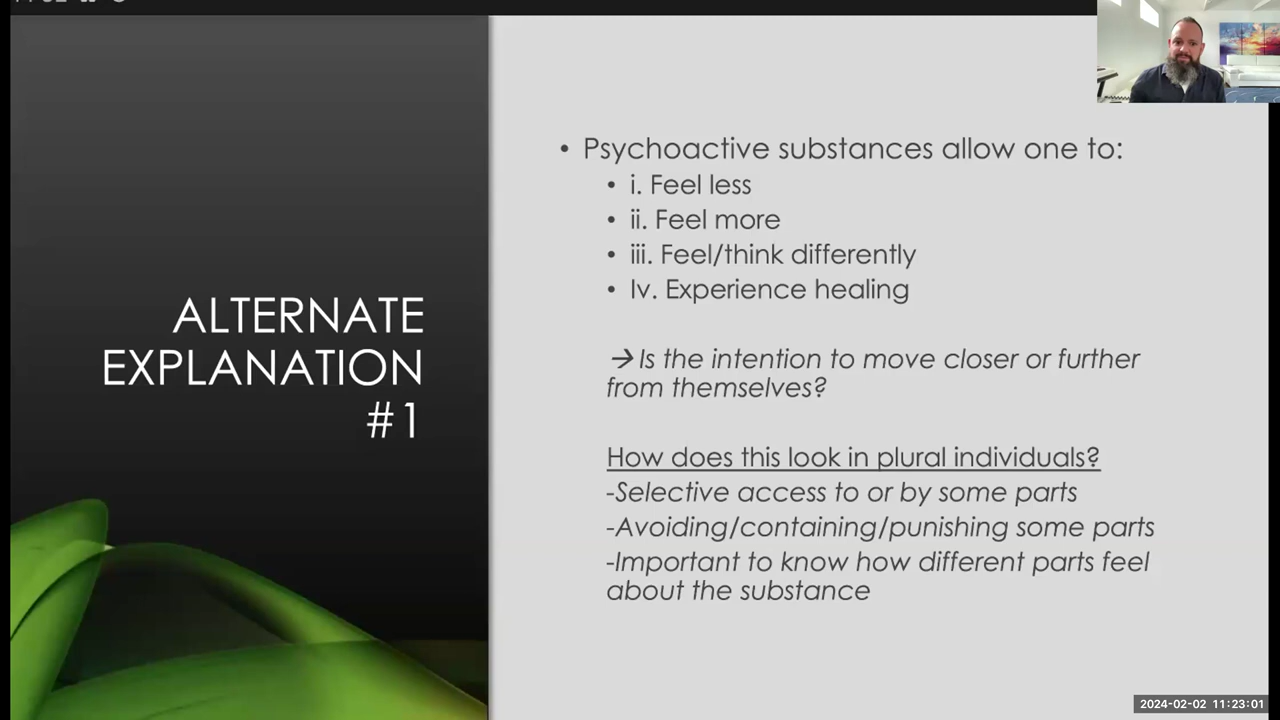 ALTERNATE
EXPLANATION
#1
• Psychoactive substances allow one to:
• i. Feel less
• ii. Feel more
• iii. Feel/think differently
• Iv. Experience healing
→ Is the intention to move closer or further
from themselves?
How does this look in plural individuals?
-Selective access to or by some parts
-Avoiding/containing/punishing some parts
-Important to know how different parts feel
about the substance
2024-02-02 11:23:01